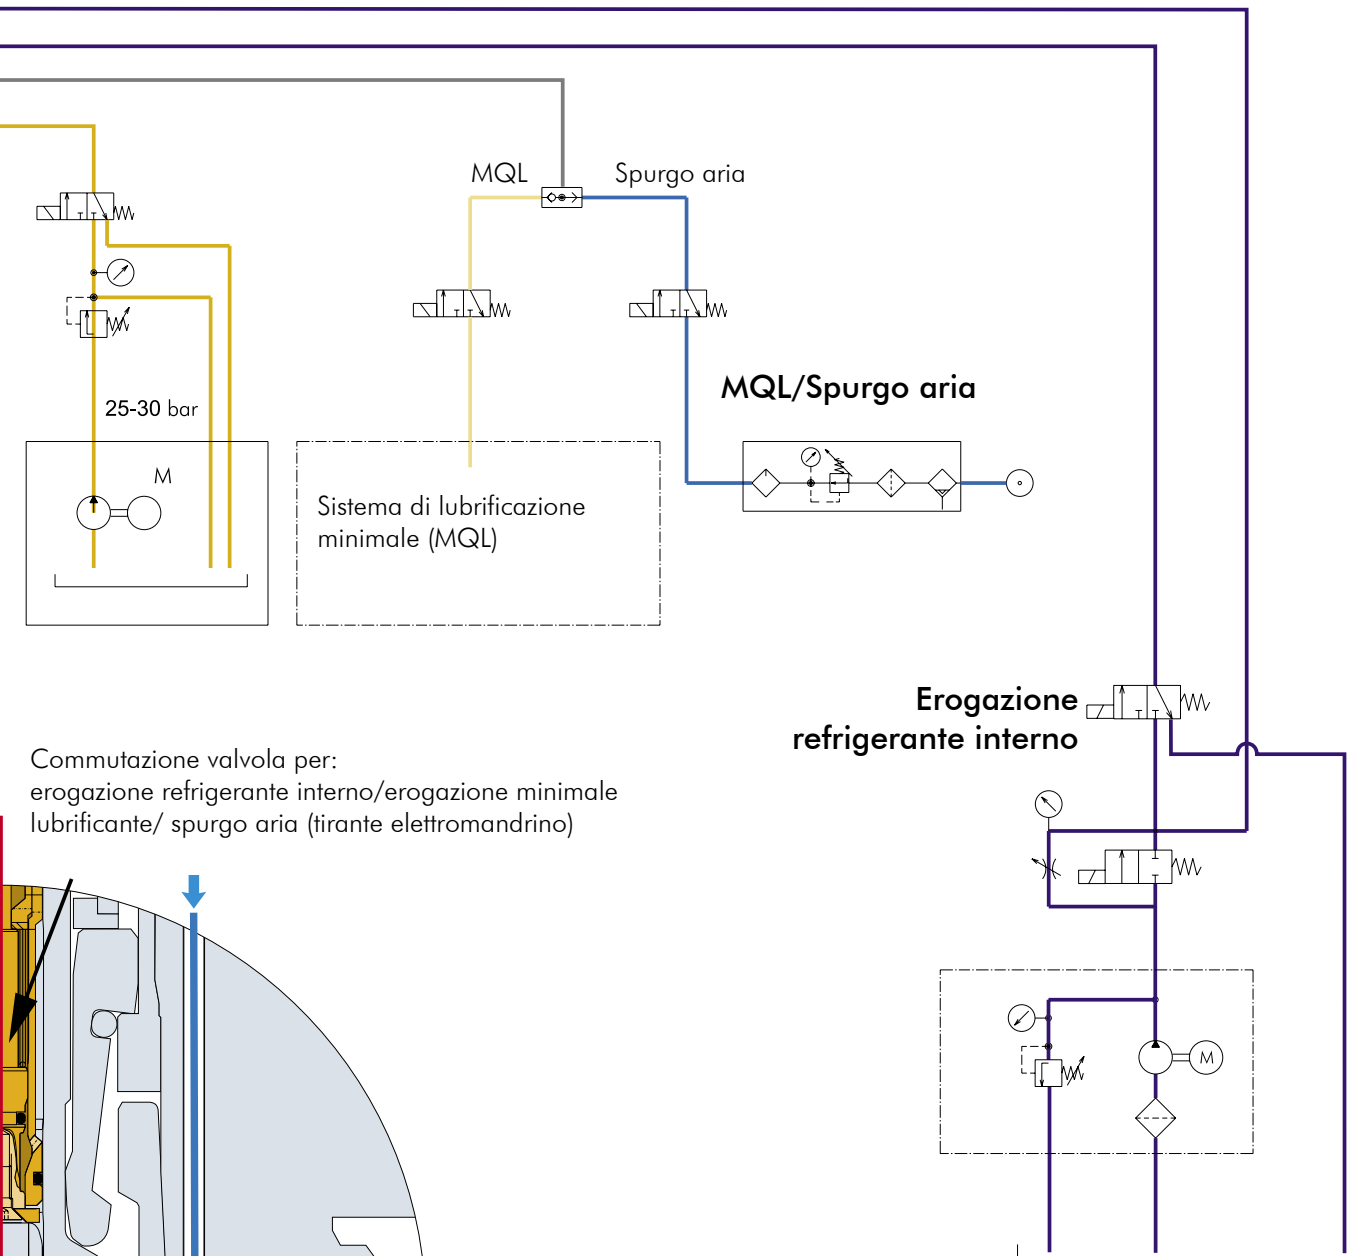 MQL
Spurgo aria
MQL/Spurgo aria
25-30 bar
M
Sistema di lubrificazione
minimale (MQL)
Erogazione
refrigerante interno
Commutazione valvola per:
erogazione refrigerante interno/erogazione minimale
lubrificante/ spurgo aria (tirante elettromandrino)
M